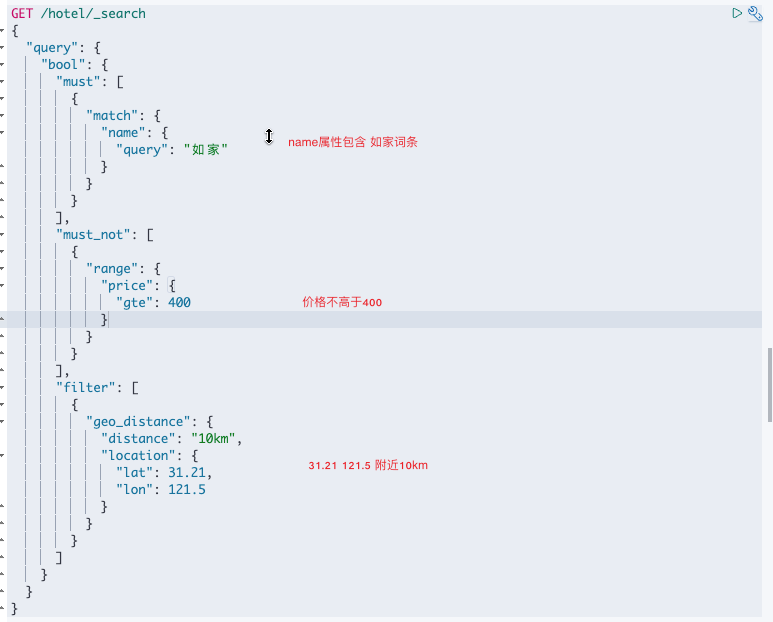 GET /hotel/_search
{
"query": {
"bool": {
"must": [
{
"match": {
"name": {
"query": "如家" name属性包含 如家词条
}
}
}
],
"must_not": [
{
"range": {
"price": {
"gte": 400 价格不高于400
}
}
}
],
"filter": [
{
"geo_distance": {
"distance": "10km",
"location": {
"lat": 31.21, 31.21 121.5 附近10km
"lon": 121.5
}
}
}
]
}
}
}